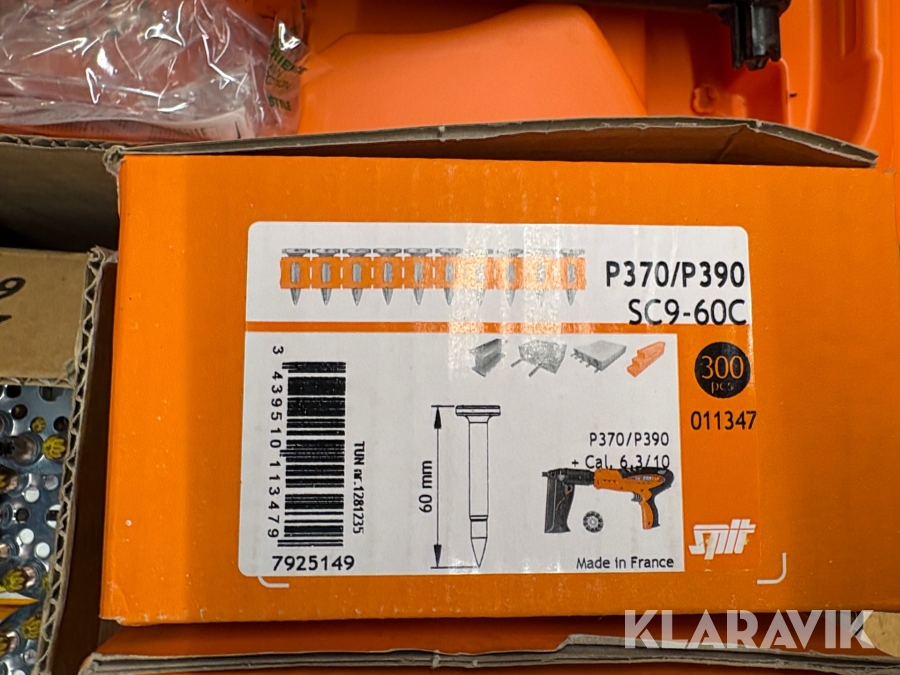 P370/P390
SC9-60C
300
pcs
011347
3 439510 113479
TUN nr.1281235
7925149
60 mm
P370/P390
+ Cal. 6.3/10
spit
Made in France
KLARAVIK